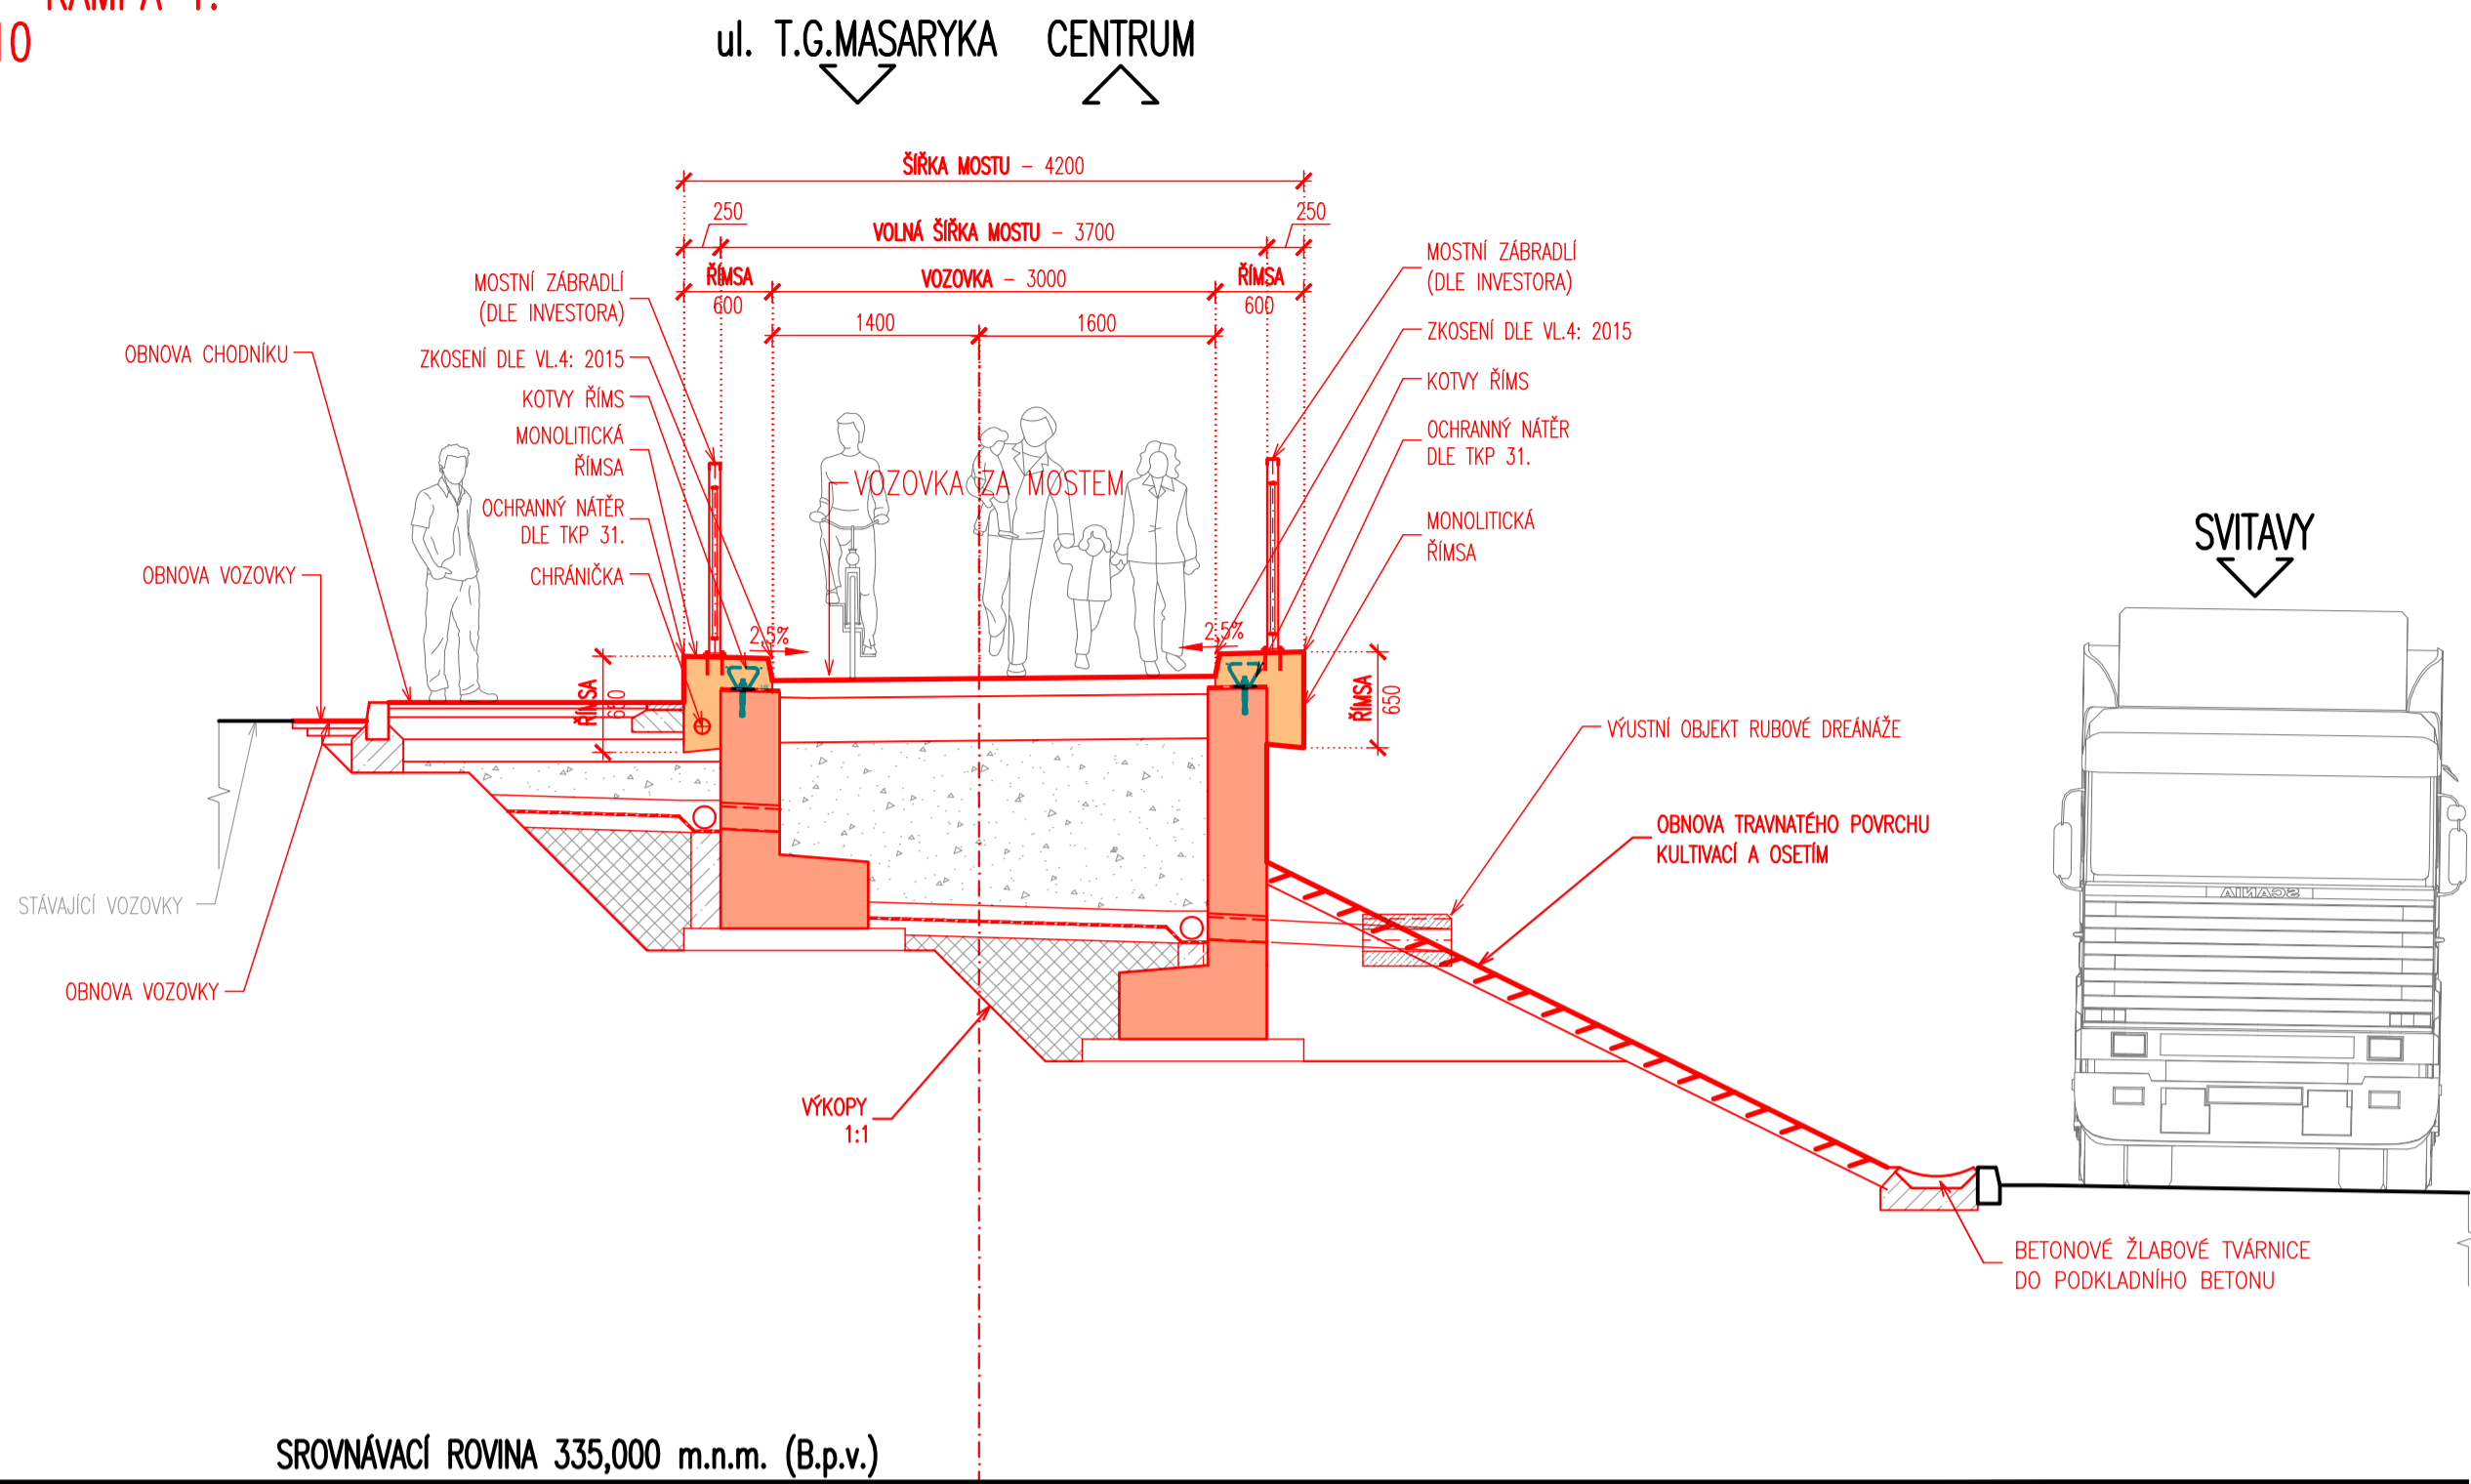 RAMPA 1.
10
ul. T.G.MASARYKA CENTRUM
ŠÍŘKA MOSTU – 4200
250
250
VOLNÁ ŠÍŘKA MOSTU – 3700
ŘÍMSA
600
VOZOVKA – 3000
ŘÍMSA
600
1400
1600
MOSTNÍ ZÁBRADLÍ
(DLE INVESTORA)
ZKOSENÍ DLE VL.4: 2015
KOTVY ŘÍMS
MONOLITICKÁ
ŘÍMSA
OCHRANNÝ NÁTĚR
DLE TKP 31.
CHRÁNIČKA
OBNOVA CHODNÍKU
OBNOVA VOZOVKY
MOSTNÍ ZÁBRADLÍ
(DLE INVESTORA)
ZKOSENÍ DLE VL.4: 2015
KOTVY ŘÍMS
OCHRANNÝ NÁTĚR
DLE TKP 31.
MONOLITICKÁ
ŘÍMSA
VOZOVKA ZA MOSTEM
2.5%
2.5%
ŘÍMSA
650
ŘÍMSA
650
SVITAVY
SCANIA
VÝUSTNÍ OBJEKT RUBOVÉ DREÁNÁŽE
OBNOVA TRAVNATÉHO POVRCHU
KULTIVACÍ A OSETÍM
STÁVAJÍCÍ VOZOVKY
OBNOVA VOZOVKY
VÝKOPY
1:1
BETONOVÉ ŽLABOVÉ TVÁRNICE
DO PODKLADNÍHO BETONU
SROVNÁVACÍ ROVINA 335,000 m.n.m. (B.p.v.)